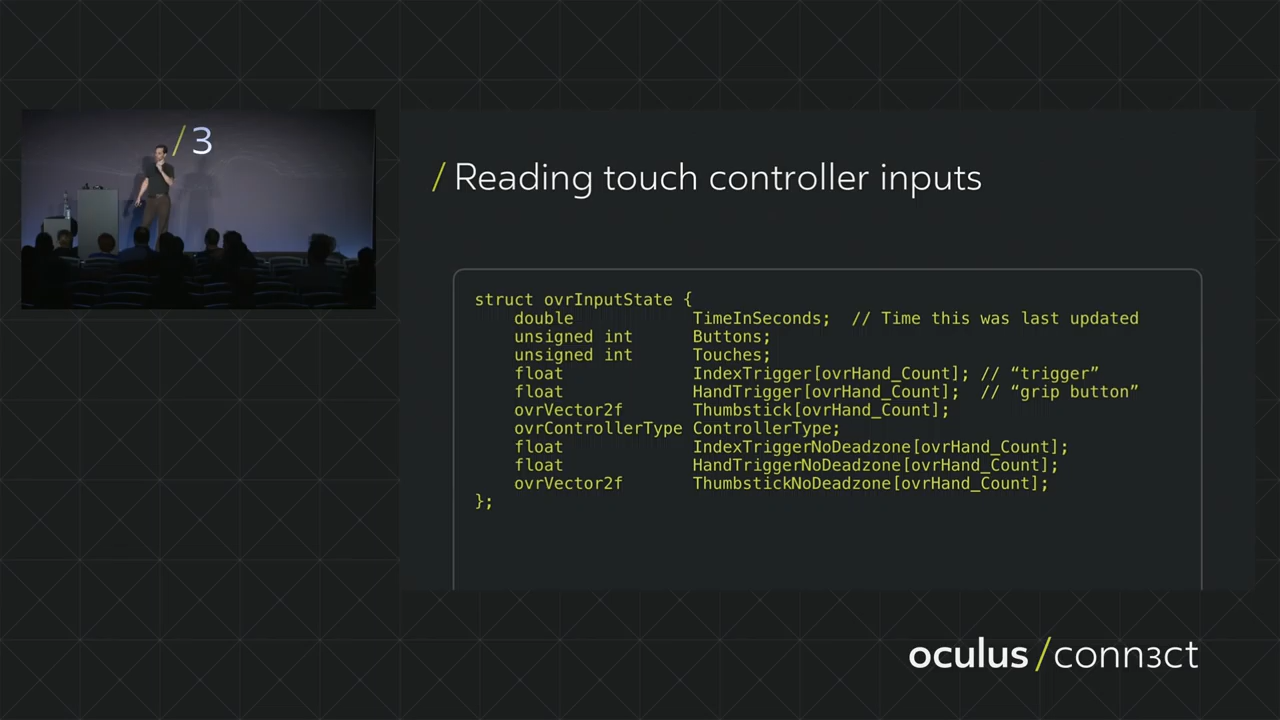 /3
/ Reading touch controller inputs
struct ovrInputState {
    double            TimeInSeconds;  // Time this was last updated
    unsigned int      Buttons;
    unsigned int      Touches;
    float             IndexTrigger[ovrHand_Count]; // “trigger”
    float             HandTrigger[ovrHand_Count];  // “grip button”
    ovrVector2f       Thumbstick[ovrHand_Count];
    ovrControllerType ControllerType;
    float             IndexTriggerNoDeadzone[ovrHand_Count];
    float             HandTriggerNoDeadzone[ovrHand_Count];
    ovrVector2f       ThumbstickNoDeadzone[ovrHand_Count];
};
oculus /conn3ct